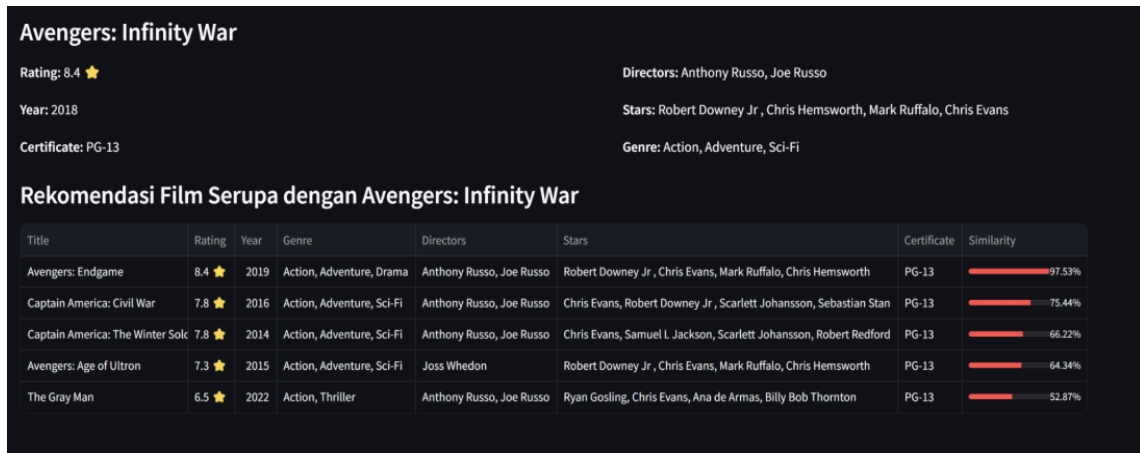 Avengers: Infinity War
Rating: 8.4 ⭐
Directors: Anthony Russo, Joe Russo
Year: 2018
Stars: Robert Downey Jr , Chris Hemsworth, Mark Ruffalo, Chris Evans
Certificate: PG-13
Genre: Action, Adventure, Sci-Fi
Rekomendasi Film Serupa dengan Avengers: Infinity War
Title Rating Year Genre Directors Stars Certificate Similarity
Avengers: Endgame 8.4 ⭐ 2019 Action, Adventure, Drama Anthony Russo, Joe Russo Robert Downey Jr , Chris Evans, Mark Ruffalo, Chris Hemsworth PG-13 97.53%
Captain America: Civil War 7.8 ⭐ 2016 Action, Adventure, Sci-Fi Anthony Russo, Joe Russo Chris Evans, Robert Downey Jr , Scarlett Johansson, Sebastian Stan PG-13 75.44%
Captain America: The Winter Sold 7.8 ⭐ 2014 Action, Adventure, Sci-Fi Anthony Russo, Joe Russo Chris Evans, Samuel L Jackson, Scarlett Johansson, Robert Redford PG-13 66.22%
Avengers: Age of Ultron 7.3 ⭐ 2015 Action, Adventure, Sci-Fi Joss Whedon Robert Downey Jr , Chris Evans, Mark Ruffalo, Chris Hemsworth PG-13 64.34%
The Gray Man 6.5 ⭐ 2022 Action, Thriller Anthony Russo, Joe Russo Ryan Gosling, Chris Evans, Ana de Armas, Billy Bob Thornton PG-13 52.87%